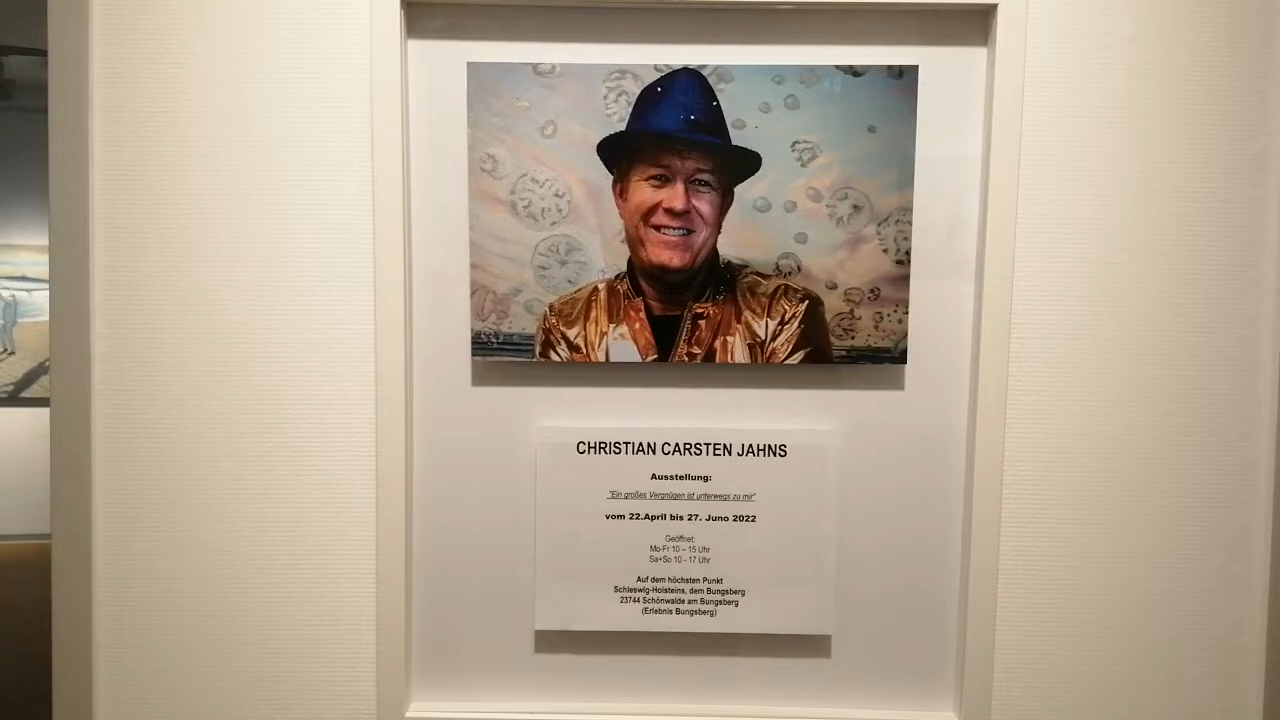 CHRISTIAN CARSTEN JAHNS
Ausstellung:
"Ein großes Vergnügen ist unterwegs zu mir"
vom 22.April bis 27. Juno 2022
Geöffnet:
Mo-Fr 10 – 15 Uhr
Sa+So 10 - 17 Uhr
Auf dem höchsten Punkt
Schleswig-Holsteins, dem Bungsberg
23744 Schönwalde am Bungsberg
(Erlebnis Bungsberg)